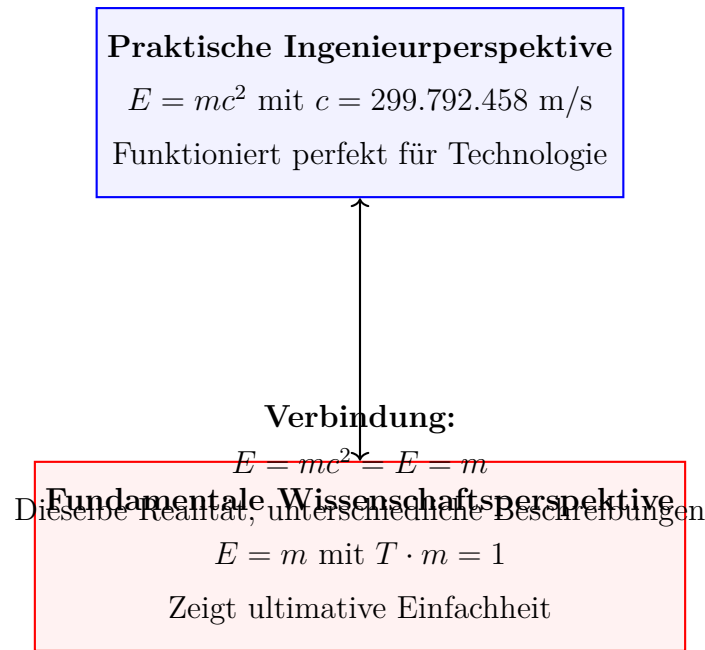 Praktische Ingenieurperspektive
E = mc² mit c = 299.792.458 m/s
Funktioniert perfekt für Technologie
Verbindung:
E = mc² = E = m
Dieselbe Realität, unterschiedliche Beschreibungen
Fundamentale Wissenschaftsperspektive
E = m mit T · m = 1
Zeigt ultimative Einfachheit